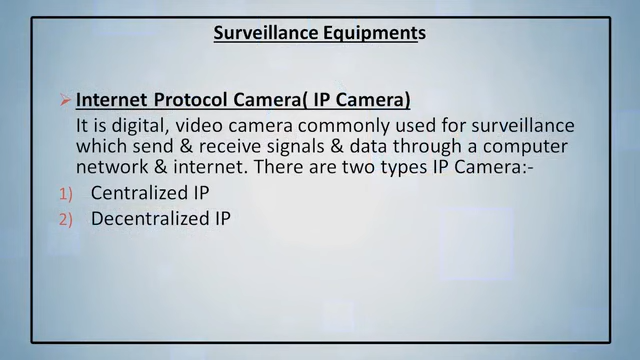 Surveillance Equipments
➢ Internet Protocol Camera( IP Camera)
It is digital, video camera commonly used for surveillance
which send & receive signals & data through a computer
network & internet. There are two types IP Camera:-
1) Centralized IP
2) Decentralized IP